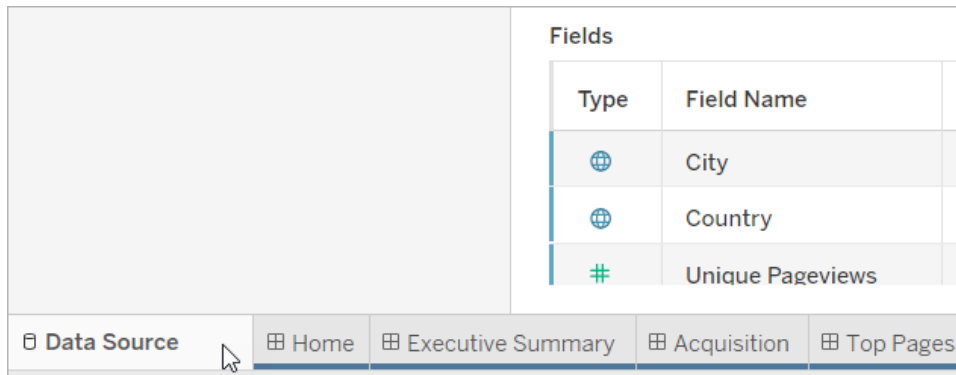 Fields
Type Field Name
City
Country
# Unique Pageviews
Data Source Home Executive Summary Acquisition Top Pages